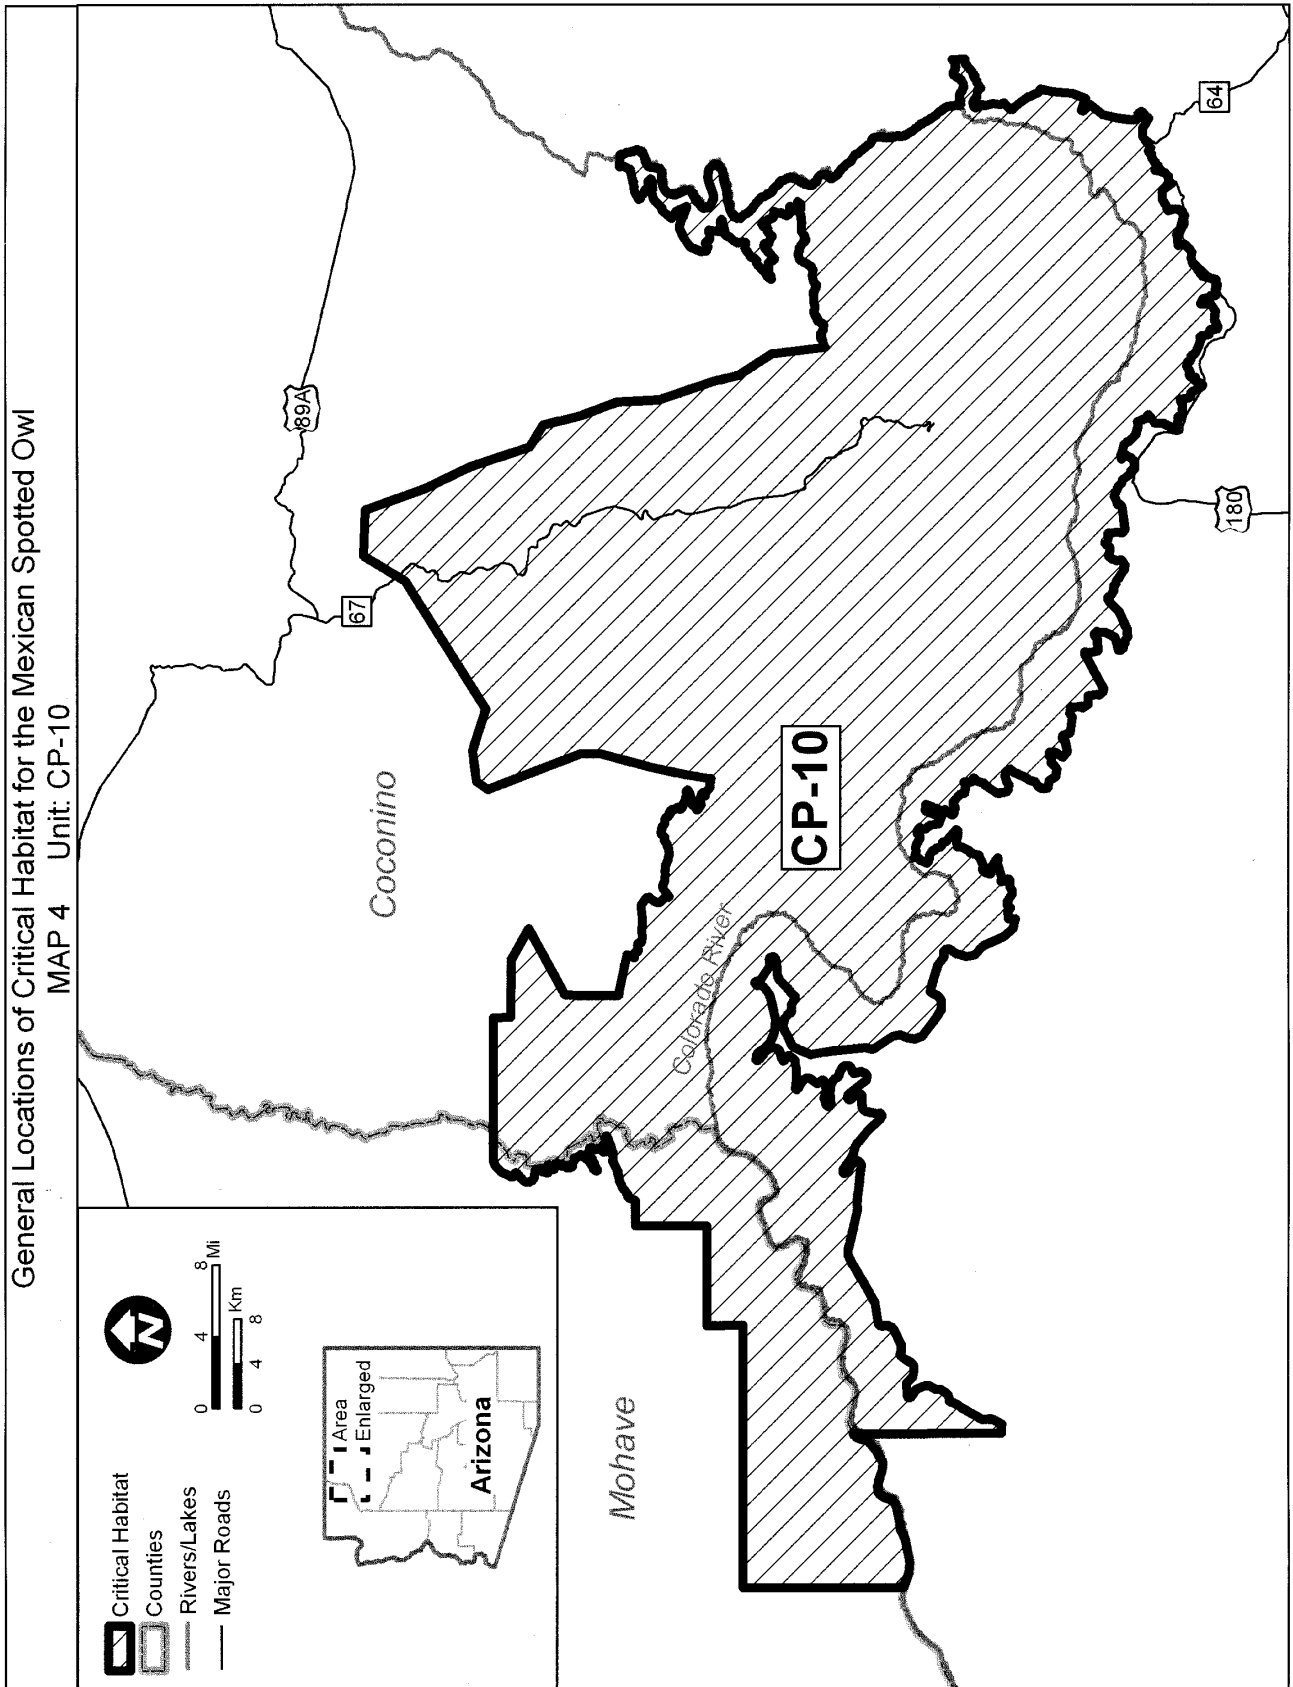 General Locations of Critical Habitat for the Mexican Spotted Owl
MAP 4 Unit: CP-10
Critical Habitat
Counties
Rivers/Lakes
Major Roads
N
0 4 8 Mi
Km
0 4 8
Area
Enlarged
Arizona
Mohave
Coconino
Colorado River
CP-10
67
89A
180
64